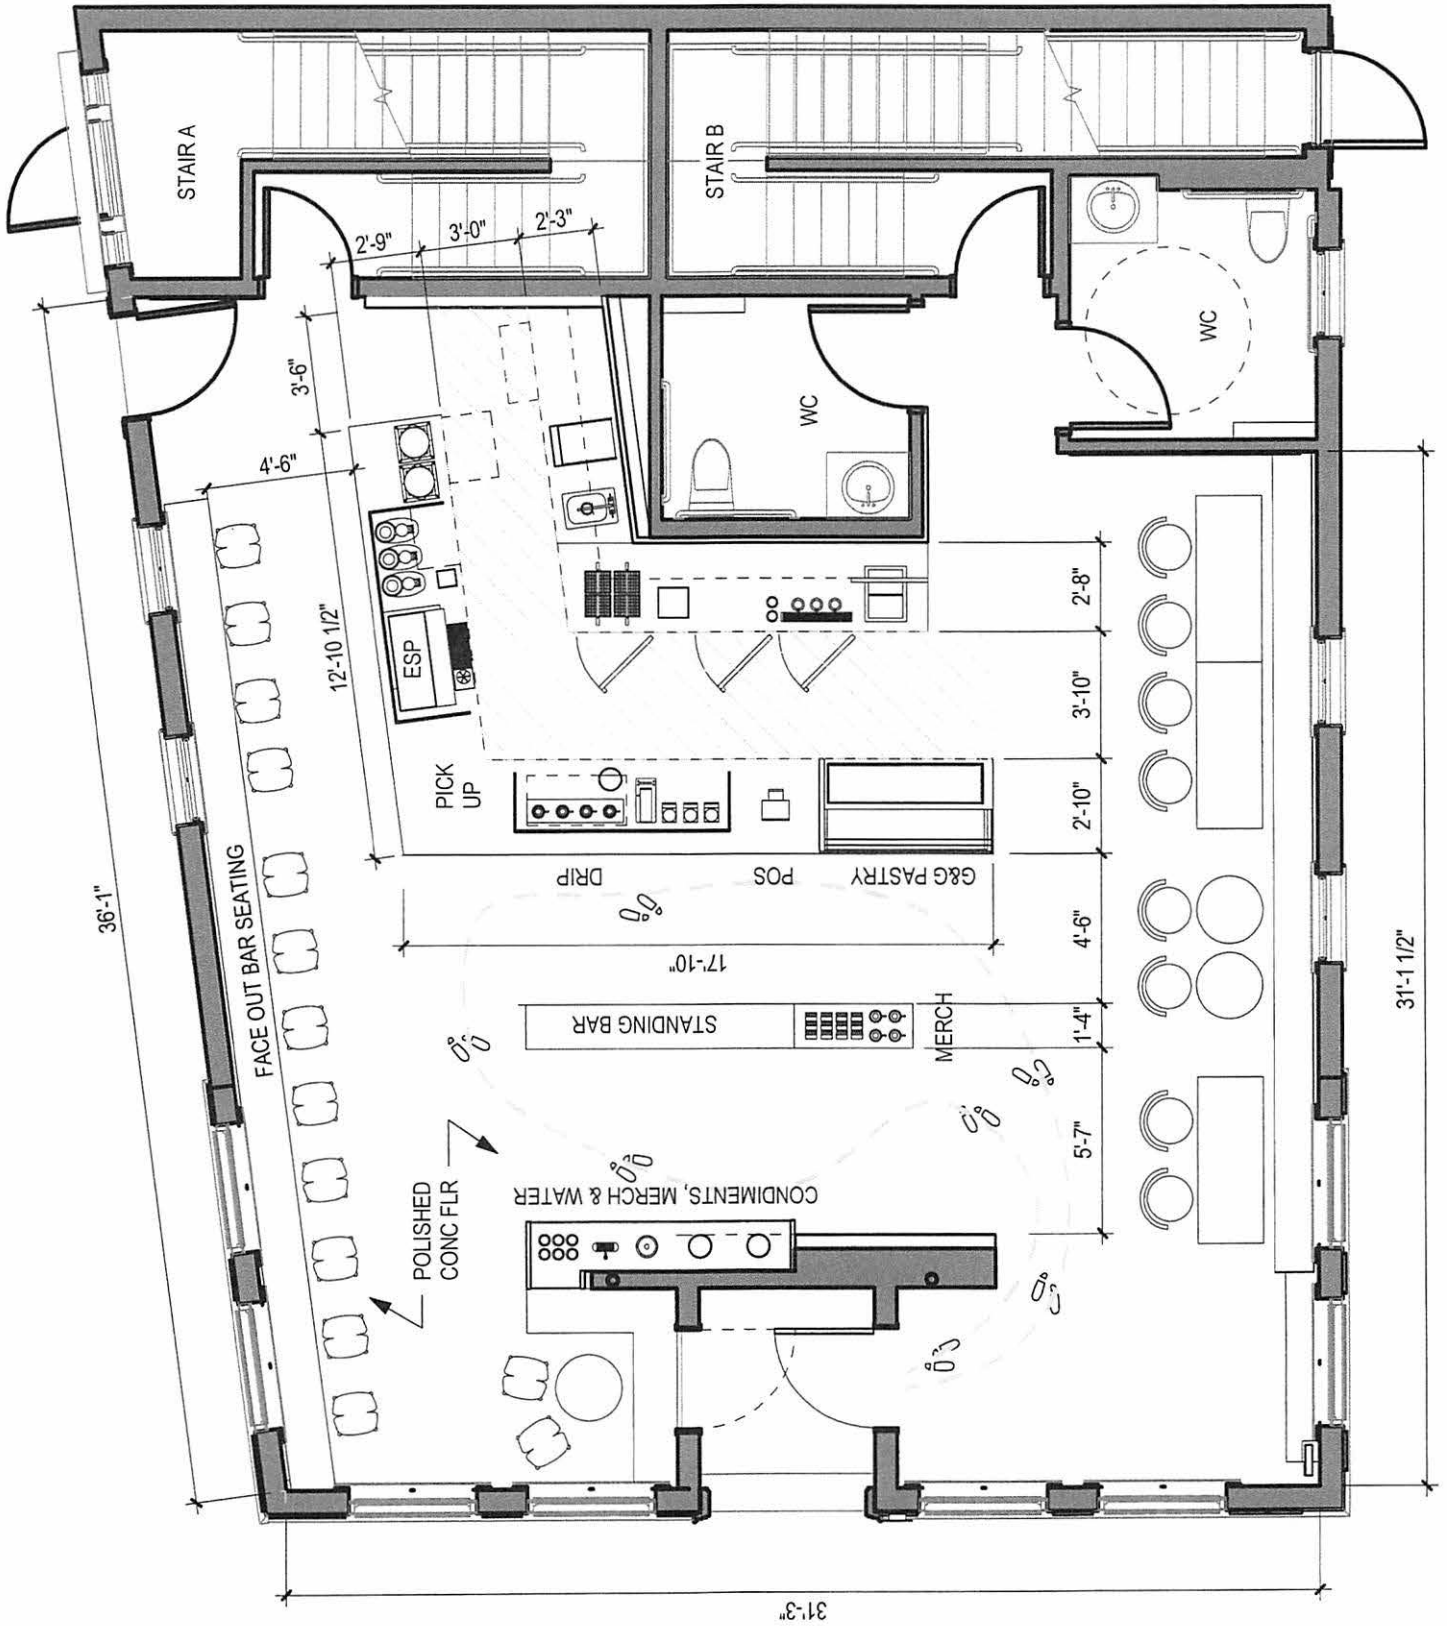 STAIR A
STAIR B
2'-9"
3'-0"
2'-3"
3'-6"
4'-6"
WC
WC
12'-10 1/2"
ESP
2'-8"
3'-10"
PICK
UP
2'-10"
36'-1"
FACE OUT BAR SEATING
DRIP
POS
G&G PASTRY
4'-6"
17'-10"
31'-1 1/2"
STANDING BAR
MERCH
1'-4"
5'-7"
POLISHED
CONC FLR
CONDIMENTS, MERCH & WATER
31'-3"